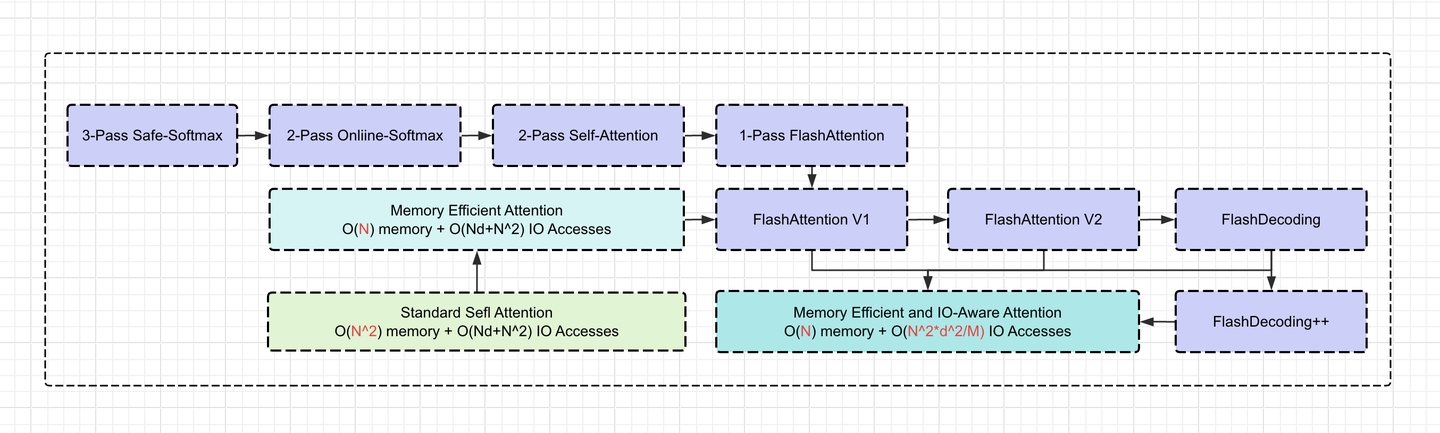 3-Pass Safe-Softmax
2-Pass Onliine-Softmax
2-Pass Self-Attention
1-Pass FlashAttention
Memory Efficient Attention
O(N) memory + O(Nd+N^2) IO Accesses
FlashAttention V1
FlashAttention V2
FlashDecoding
Standard Sefl Attention
O(N^2) memory + O(Nd+N^2) IO Accesses
Memory Efficient and IO-Aware Attention
O(N) memory + O(N^2*d^2/M) IO Accesses
FlashDecoding++